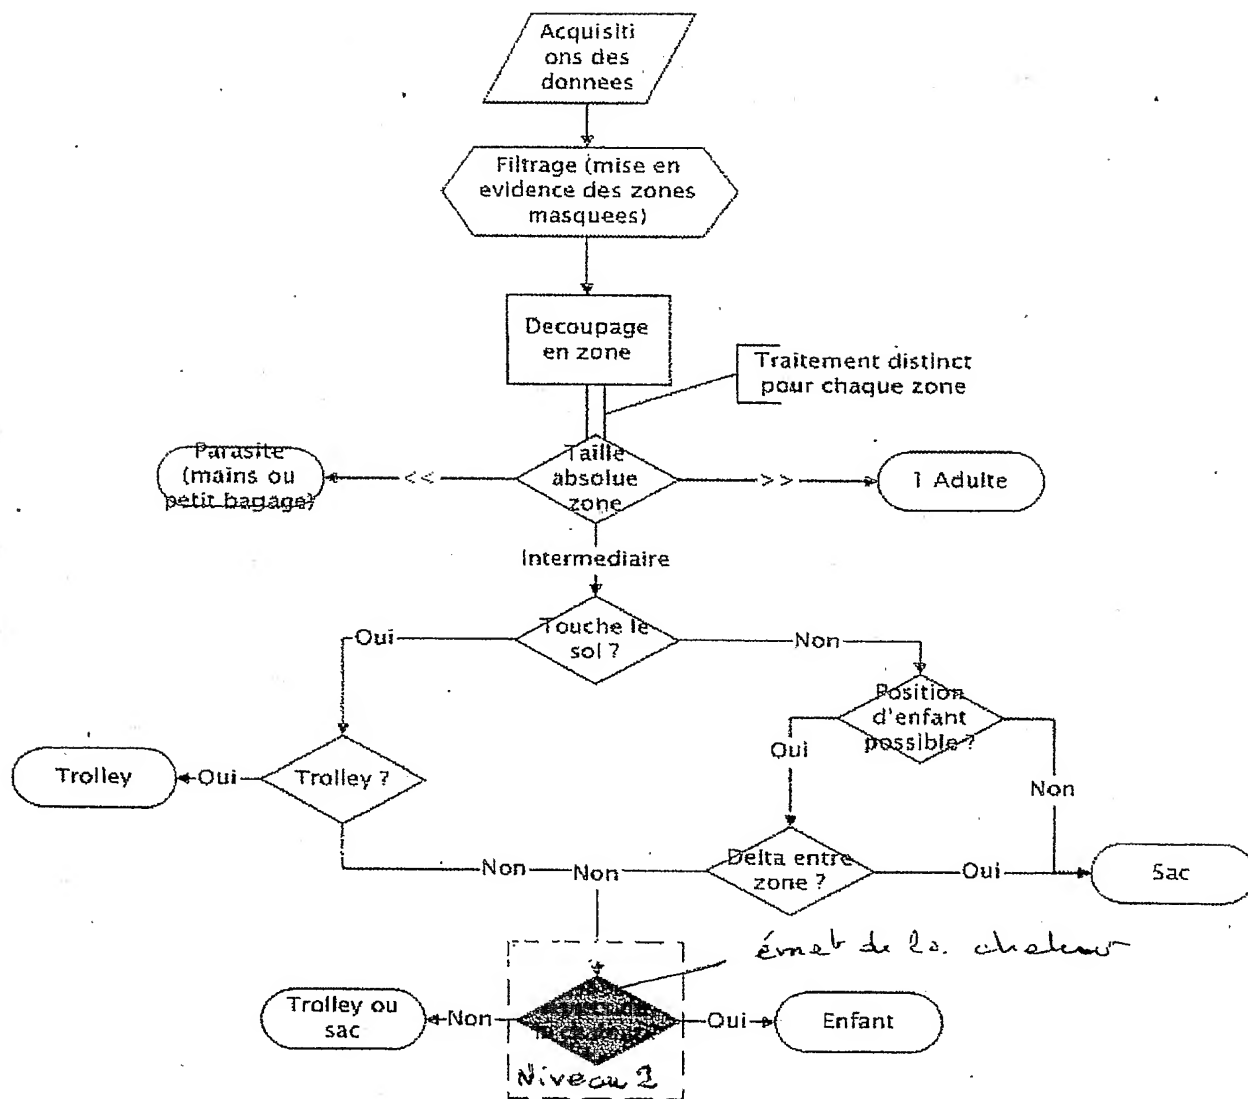 Acquisiti
ons des
donnees
Filtrage (mise en
evidence des zones
masquees)
Decoupage
en zone
Traitement distinct
pour chaque zone
Parasite
(mains ou
petit bagage)
<<
Taille
absolue
zone
>>
1 Adulte
Intermediaire
Oui
Touche le
sol ?
Non
Position
d'enfant
possible ?
Oui
Non
Trolley
Oui
Trolley ?
Non
Non
Delta entre
zone ?
Oui
Sac
émet de la chaleur
Trolley ou
sac
Non
Oui
Enfant
Niveau 2